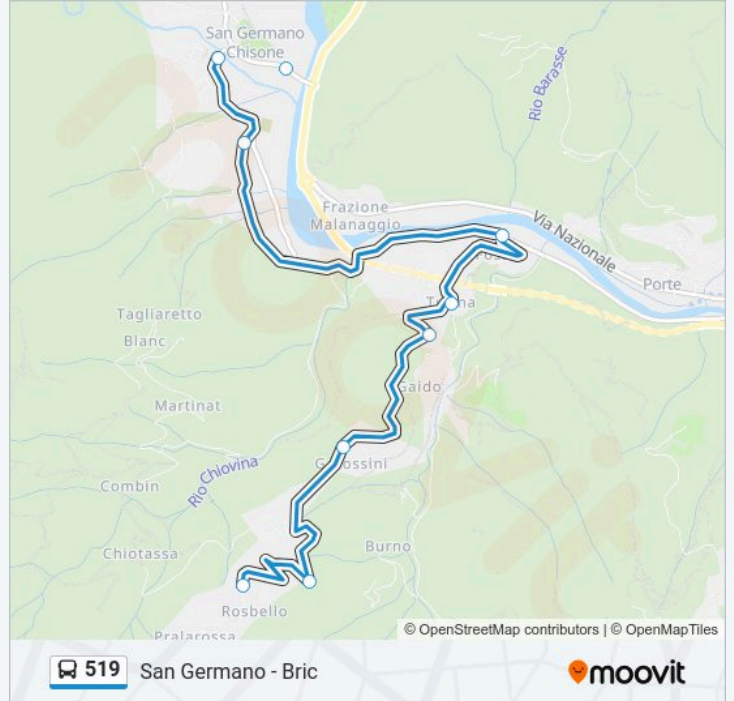 San Germano
Chisone
Rio Barasse
Frazione
Malanaggio
Via Nazionale
Porte
Tagliaretto
Blanc
Gaido
Martinat
Rio Chiovina
Combin
Chiotassa
Burno
Rosbello
Pralarossa
© OpenStreetMap contributors | © OpenMapTiles
519 San Germano - Bric
moovit